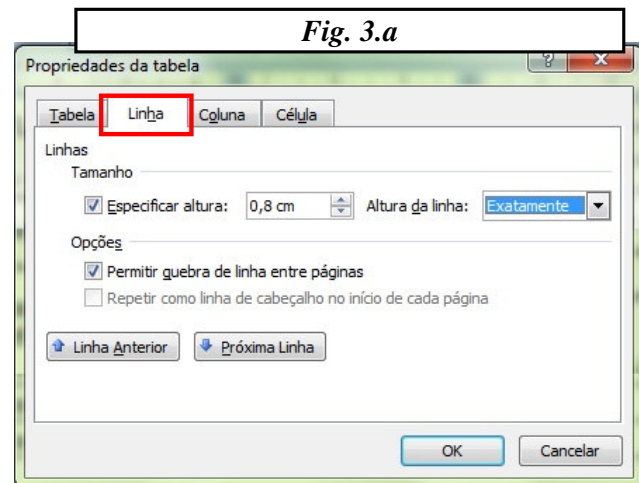 Fig. 3.a
Propriedades da tabela
? X
Tabela Linha Coluna Célula
Linhas
Tamanho
Especificar altura: 0,8 cm Altura da linha: Exatamente
Opções
Permitir quebra de linha entre páginas
Repetir como linha de cabeçalho no início de cada página
Linha Anterior Próxima Linha
OK Cancelar